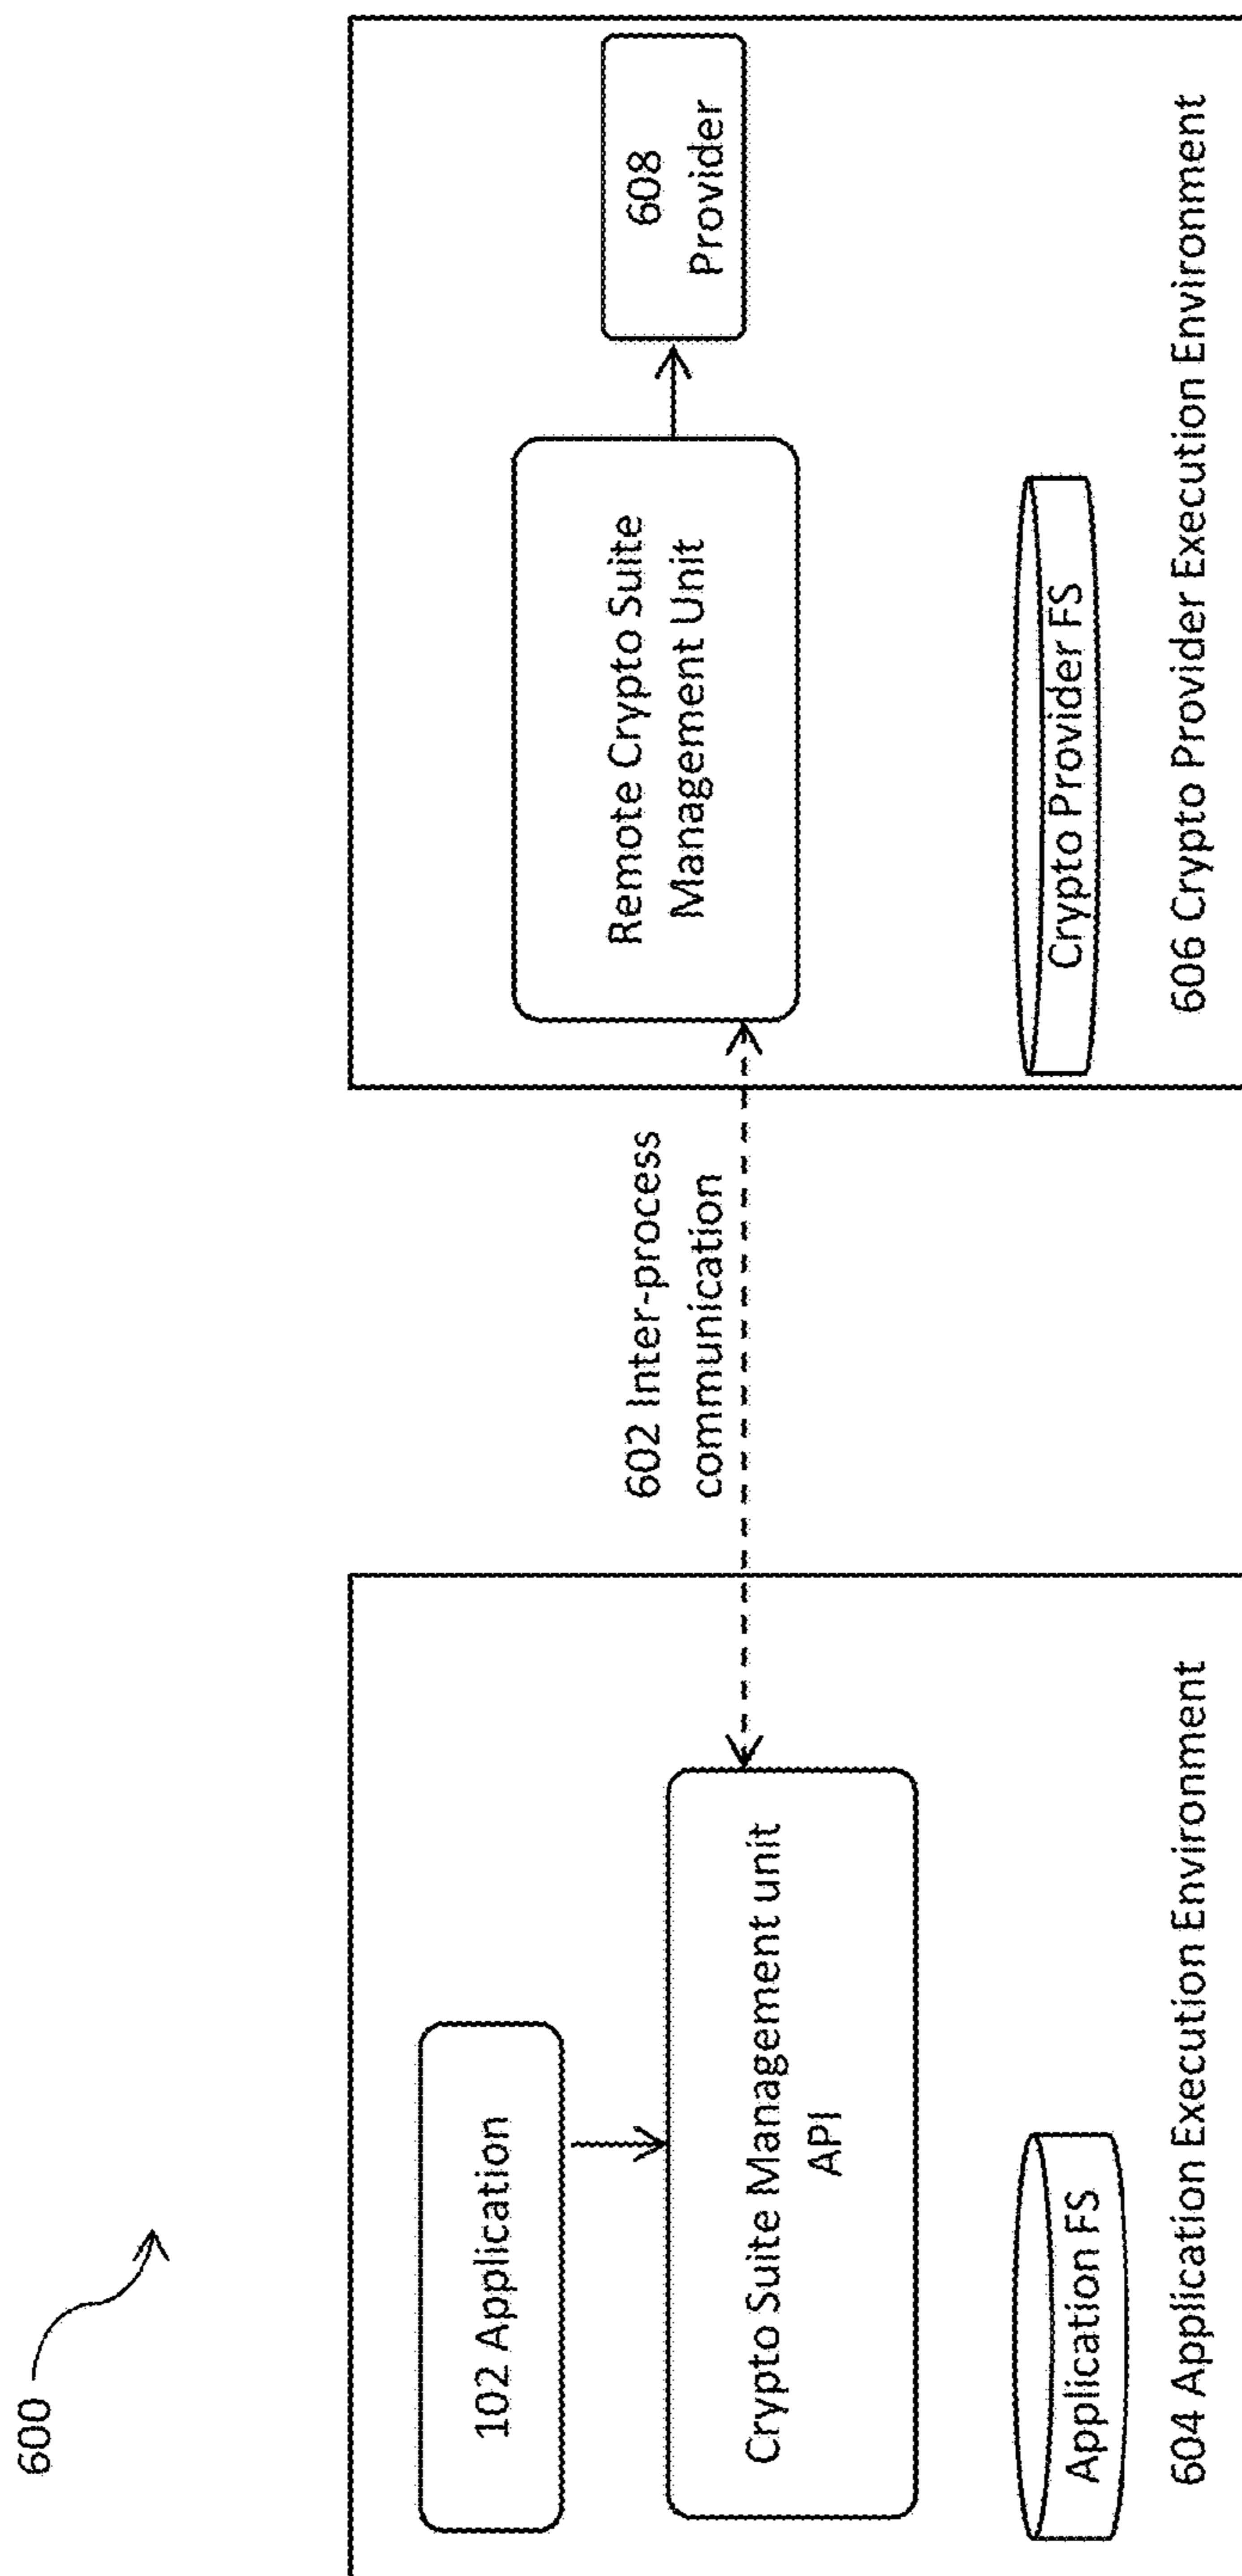 600
102 Application
Crypto Suite Management unit
API
Application FS
604 Application Execution Environment
602 Inter-process
communication
Remote Crypto Suite
Management Unit
608
Provider
Crypto Provider FS
606 Crypto Provider Execution Environment